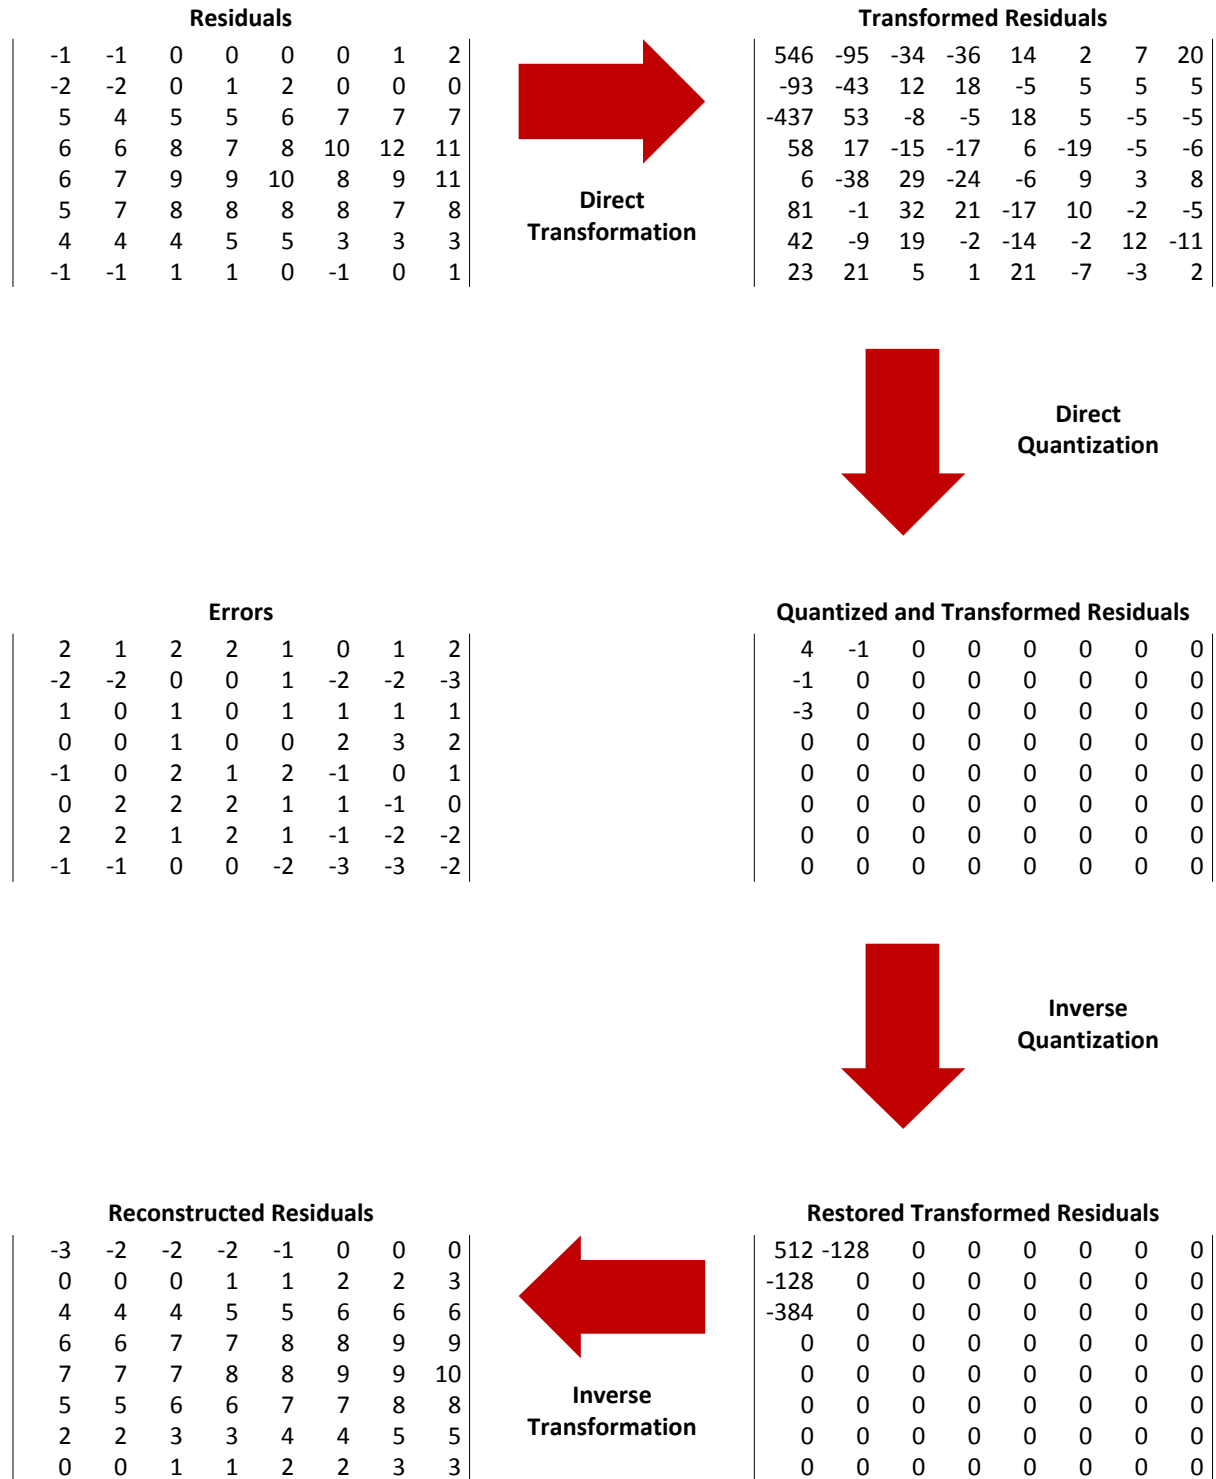 Residuals
-1 -1 0 0 0 0 1 2
-2 -2 0 1 2 0 0 0
5 4 5 5 6 7 7 7
6 6 8 7 8 10 12 11
6 7 9 9 10 8 9 11
5 7 8 8 8 8 7 8
4 4 4 5 5 3 3 3
-1 -1 1 1 0 -1 0 1
Direct
Transformation
Transformed Residuals
546 -95 -34 -36 14 2 7 20
-93 -43 12 18 -5 5 5 5
-437 53 -8 -5 18 5 -5 -5
58 17 -15 -17 6 -19 -5 -6
6 -38 29 -24 -6 9 3 8
81 -1 32 21 -17 10 -2 -5
42 -9 19 -2 -14 -2 12 -11
23 21 5 1 21 -7 -3 2
Direct
Quantization
Errors
2 1 2 2 1 0 1 2
-2 -2 0 0 1 -2 -2 -3
1 0 1 0 1 1 1 1
0 0 1 0 0 2 3 2
-1 0 2 1 2 -1 0 1
0 2 2 2 1 1 -1 0
2 2 1 2 1 -1 -2 -2
-1 -1 0 0 -2 -3 -3 -2
Quantized and Transformed Residuals
4 -1 0 0 0 0 0 0
-1 0 0 0 0 0 0 0
-3 0 0 0 0 0 0 0
0 0 0 0 0 0 0 0
0 0 0 0 0 0 0 0
0 0 0 0 0 0 0 0
0 0 0 0 0 0 0 0
0 0 0 0 0 0 0 0
Inverse
Quantization
Reconstructed Residuals
-3 -2 -2 -2 -1 0 0 0
0 0 0 1 1 2 2 3
4 4 4 5 5 6 6 6
6 6 7 7 8 8 9 9
7 7 7 8 8 9 9 10
5 5 6 6 7 7 8 8
2 2 3 3 4 4 5 5
0 0 1 1 2 2 3 3
Inverse
Transformation
Restored Transformed Residuals
512 -128 0 0 0 0 0 0
-128 0 0 0 0 0 0 0
-384 0 0 0 0 0 0 0
0 0 0 0 0 0 0 0
0 0 0 0 0 0 0 0
0 0 0 0 0 0 0 0
0 0 0 0 0 0 0 0
0 0 0 0 0 0 0 0